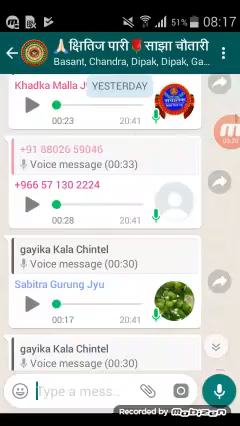 51% 08:17
🙏🏻क्षितिज पारी🌹साझा चौतारी
Basant, Chandra, Dipak, Dipak, Ga...
YESTERDAY
Khadka Malla J
00:23 20:41
+91 88026 59046
Voice message (00:33)
+966 57 130 2224
00:28 20:41
gayika Kala Chintel
Voice message (00:30)
Sabitra Gurung Jyu
00:17 20:41
gayika Kala Chintel
Voice message (00:30)
Type a mess...
Recorded by mobizen